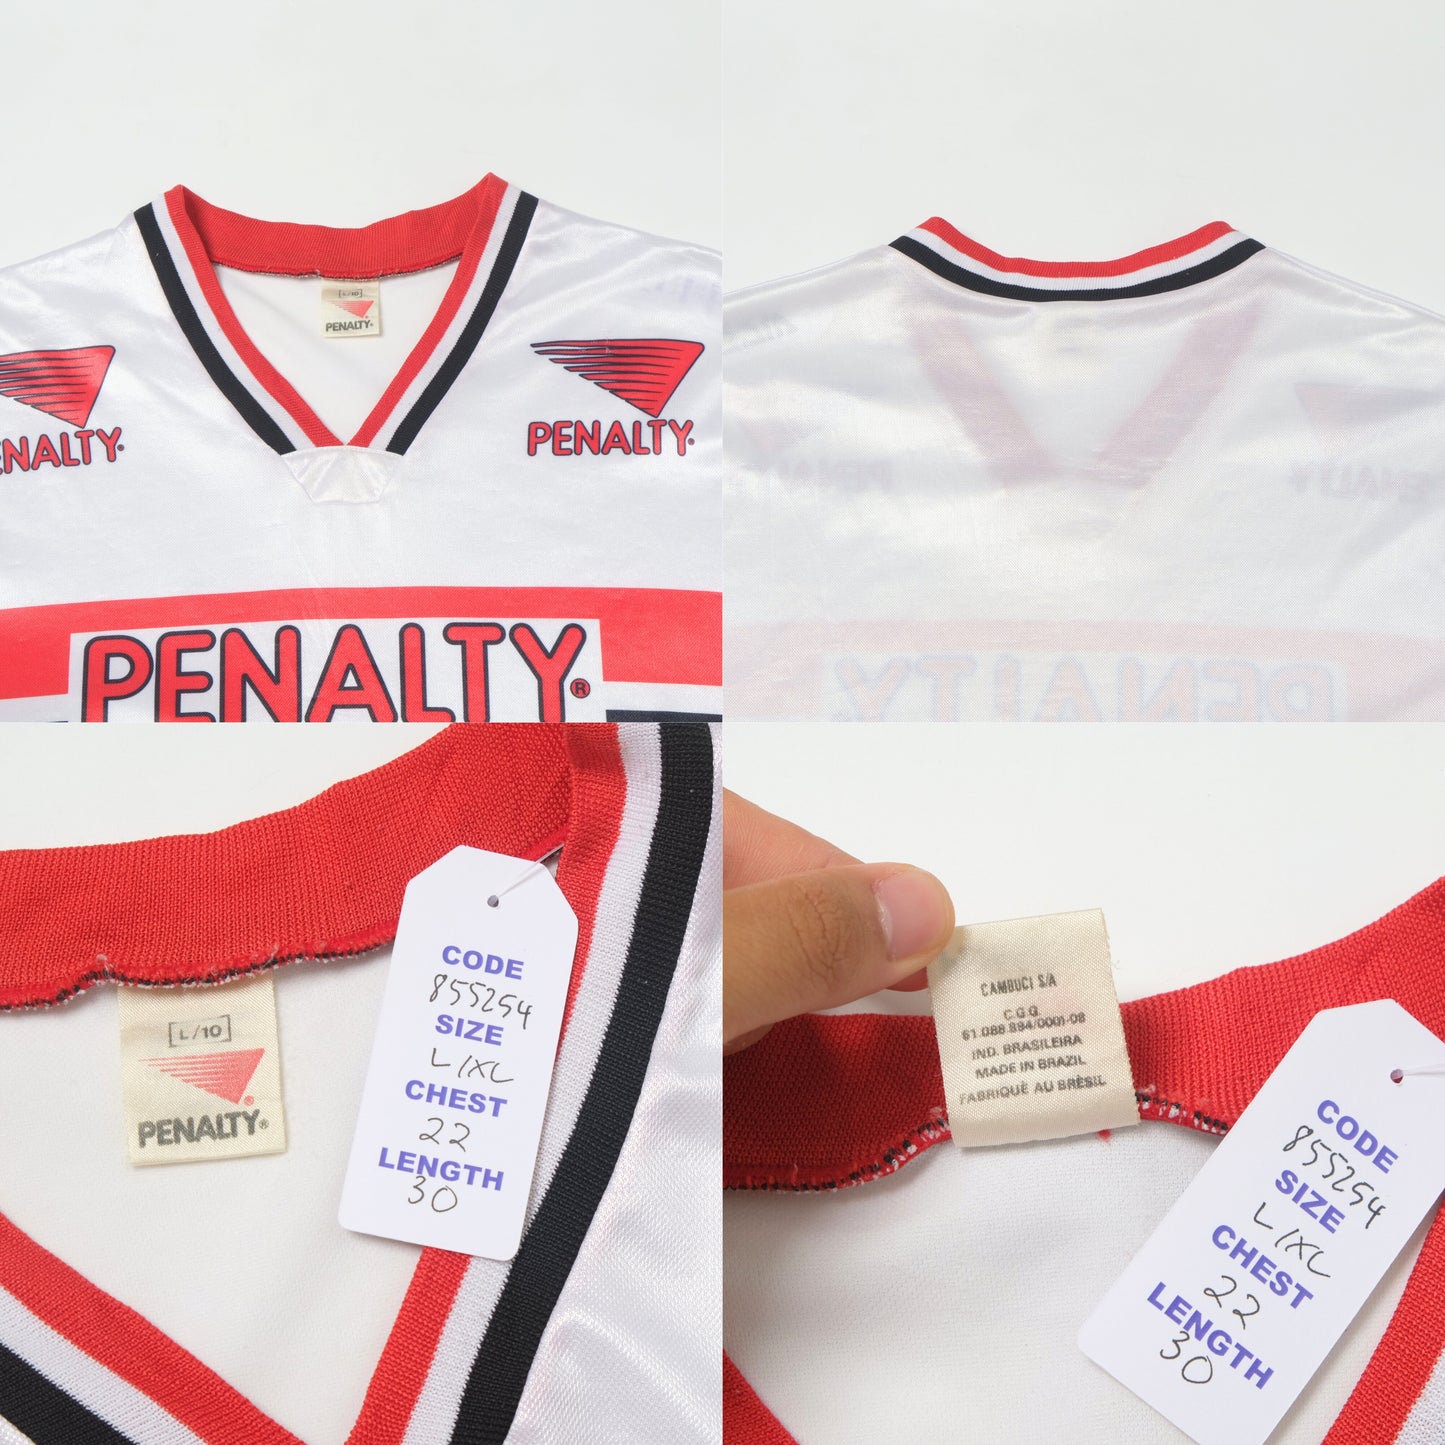 [L/10]
PENALTY®
PENALTY®
PENALTY®
PENALTY®
PENALTY
CODE
855254
SIZE
L/XL
CHEST
22
LENGTH
30
[L/10]
®
PENALTY®
CAMBUCI S/A
C.G.G.
61.088.894/0001-08
IND. BRASILEIRA
MADE IN BRAZIL
FABRIQUÉ AU BRÉSIL
CODE
855254
SIZE
L/XL
CHEST
22
LENGTH
30